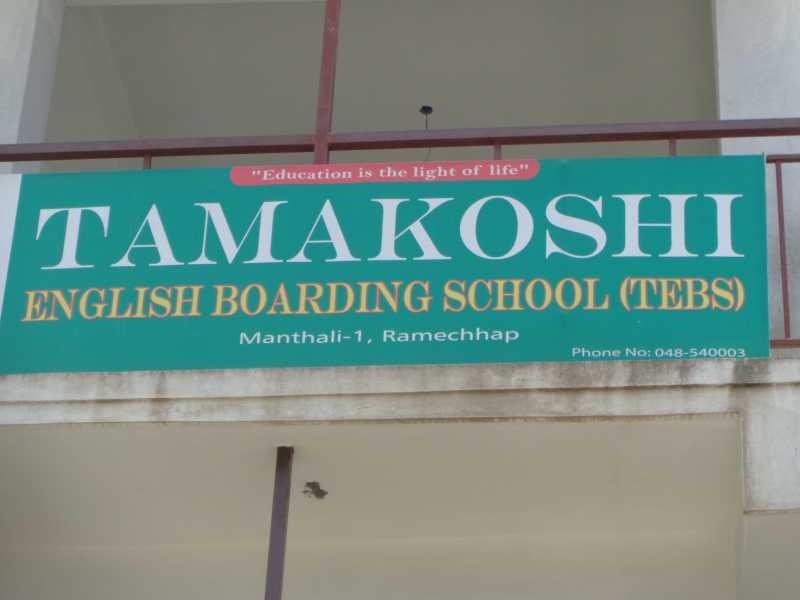 "Education is the light of life"
TAMAKOSHI
ENGLISH BOARDING SCHOOL (TEBS)
Manthali-1, Ramechhap
Phone No: 048-540003